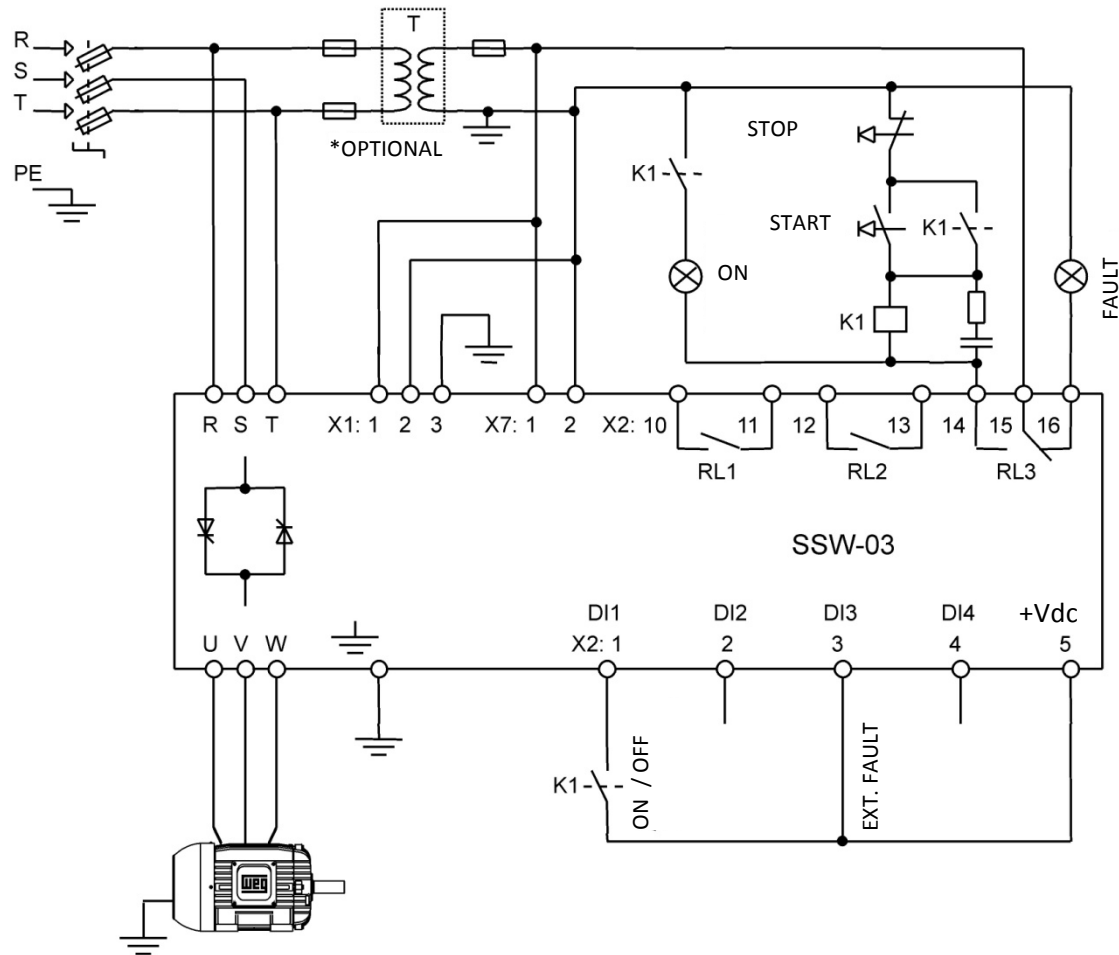 R
S
T
PE
T
*OPTIONAL
STOP
K1
START
K1
ON
K1
FAULT
R S T X1: 1 2 3 X7: 1 2 X2: 10 11 12 13 14 15 16
RL1 RL2 RL3
SSW-03
DI1 DI2 DI3 DI4 +Vdc
U V W X2: 1 2 3 4 5
K1
ON / OFF
EXT. FAULT
WEG